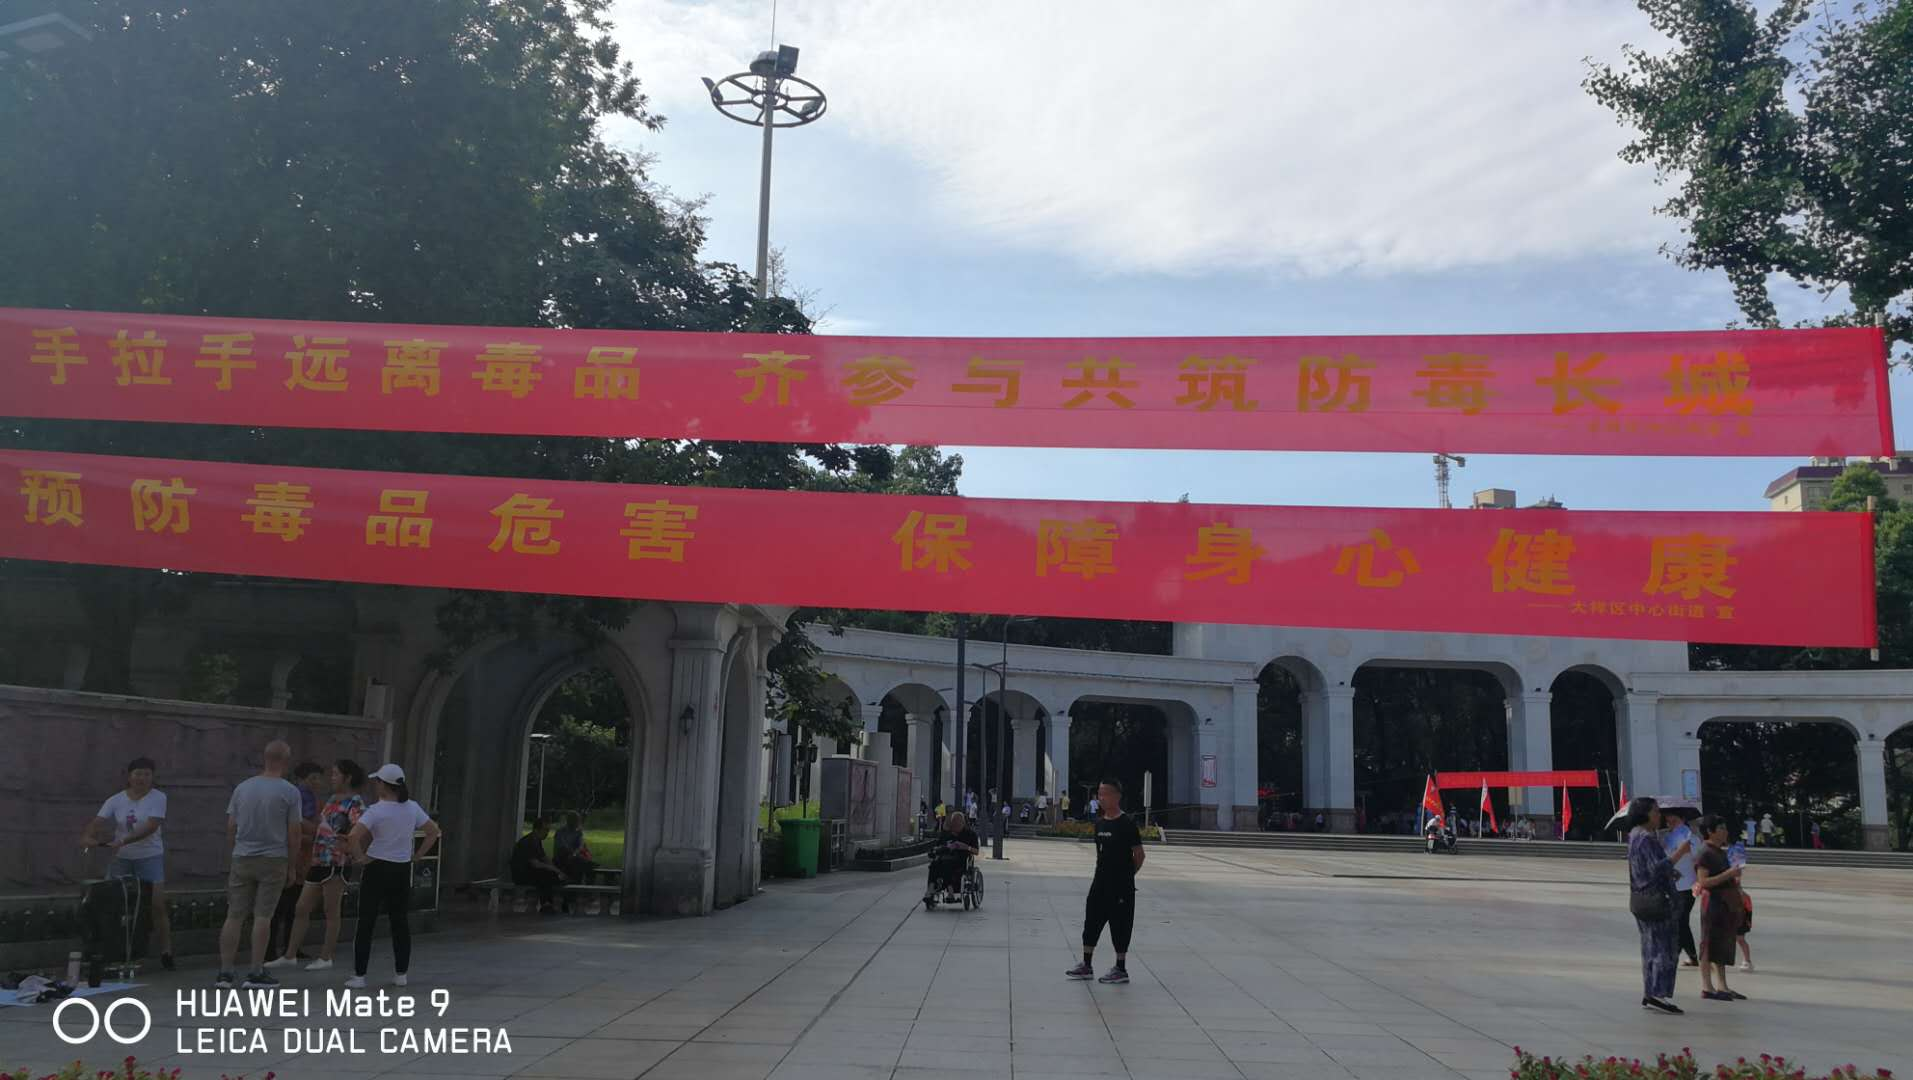 手拉手远离毒品 齐参与共筑防毒长城
预防毒品危害 保障身心健康
—— 大祥区中心街道 宣
HUAWEI Mate 9
LEICA DUAL CAMERA